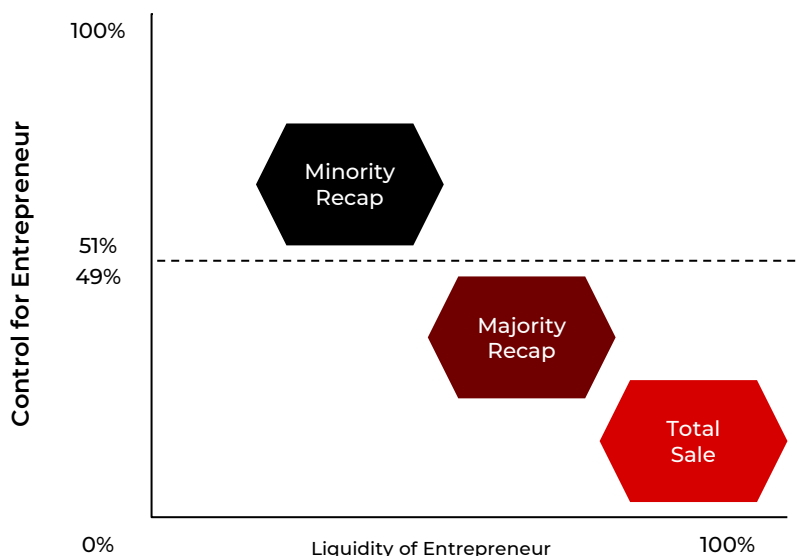 100%
Control for Entrepreneur
Minority
Recap
51%
49%
Majority
Recap
Total
Sale
0%
Liquidity of Entrepreneur
100%